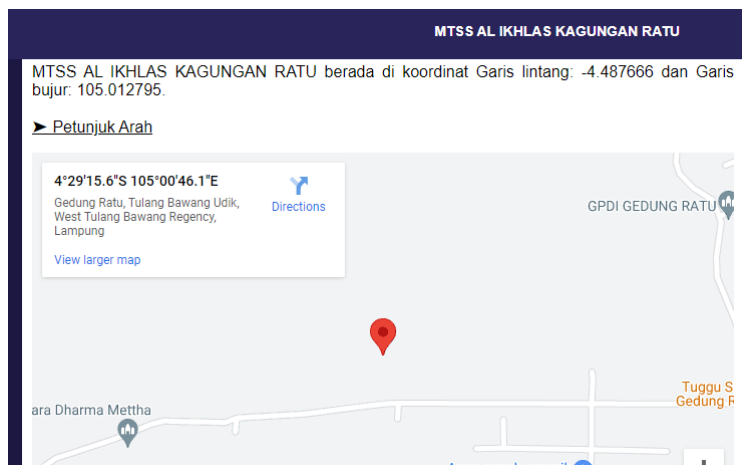 MTSS AL IKHLAS KAGUNGAN RATU
MTSS AL IKHLAS KAGUNGAN RATU berada di koordinat Garis lintang: -4.487666 dan Garis
bujur: 105.012795.
➤ Petunjuk Arah
4°29'15.6"S 105°00'46.1"E
Gedung Ratu, Tulang Bawang Udik,
West Tulang Bawang Regency,
Lampung
Directions
View larger map
GPDI GEDUNG RATU
Tuggu S
Gedung R
ara Dharma Mettha